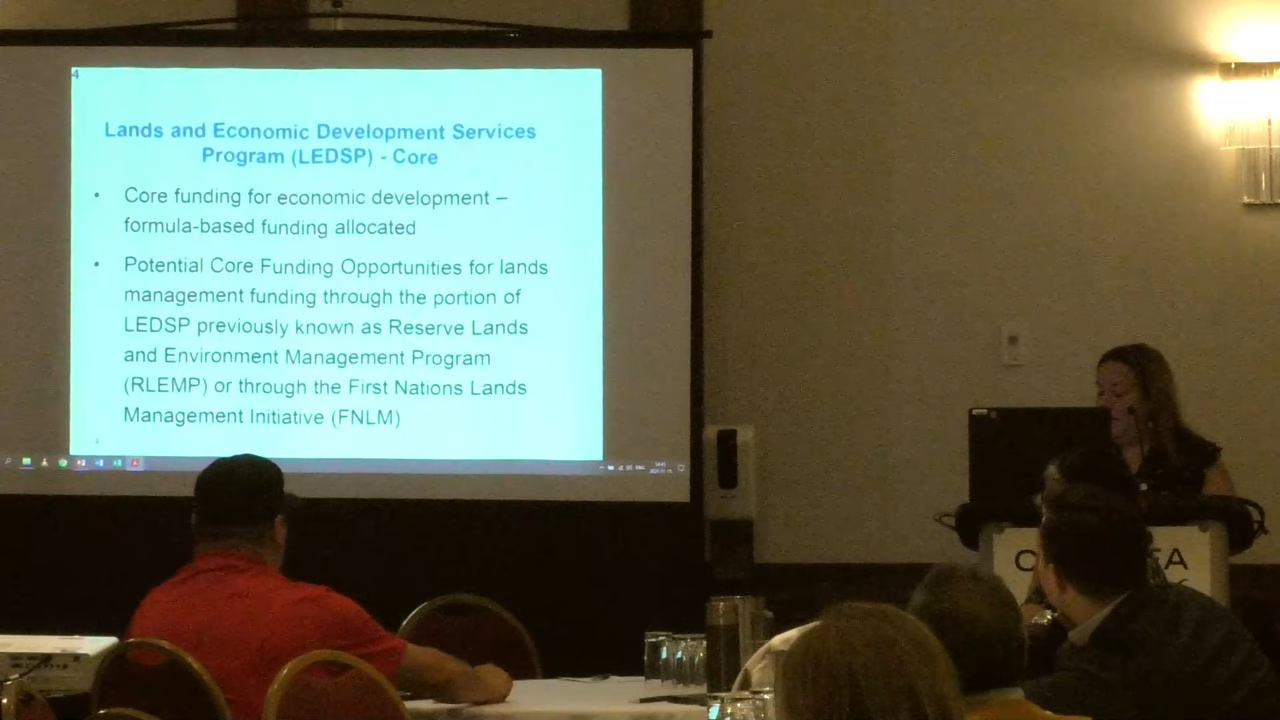 4
Lands and Economic Development Services
Program (LEDSP) - Core
• Core funding for economic development –
formula-based funding allocated
• Potential Core Funding Opportunities for lands
management funding through the portion of
LEDSP previously known as Reserve Lands
and Environment Management Program
(RLEMP) or through the First Nations Lands
Management Initiative (FNLM)